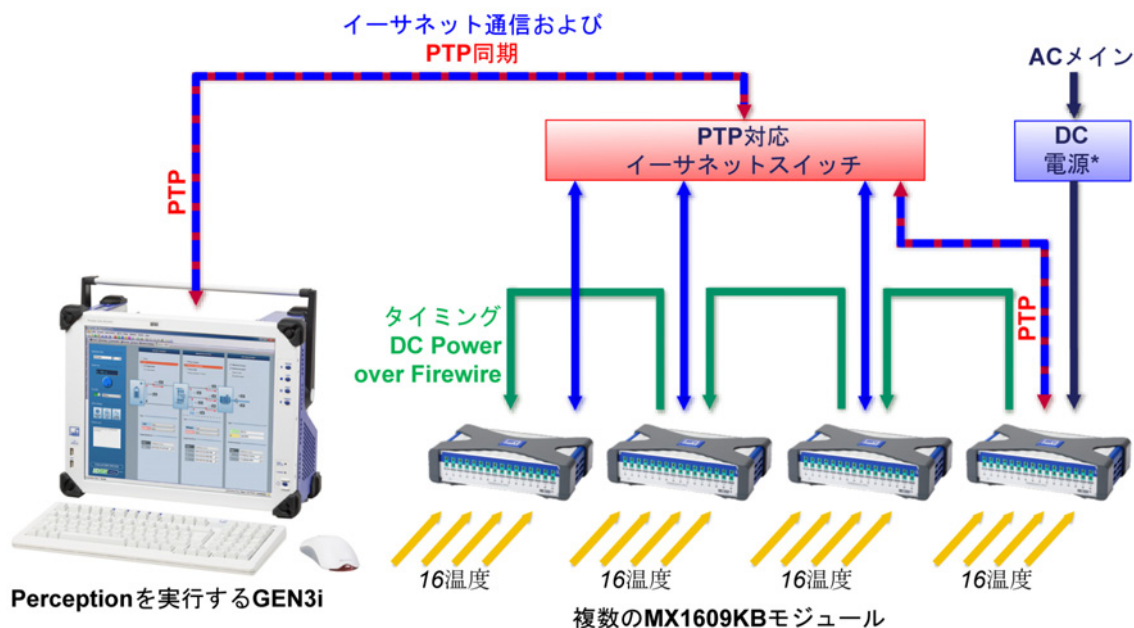 イーサネット通信および
PTP同期
ACメイン
PTP対応
イーサネットスイッチ
DC
電源*
PTP
タイミング
DC Power
over Firewire
PTP
16温度
16温度
16温度
16温度
Perceptionを実行するGEN3i
複数のMX1609KBモジュール